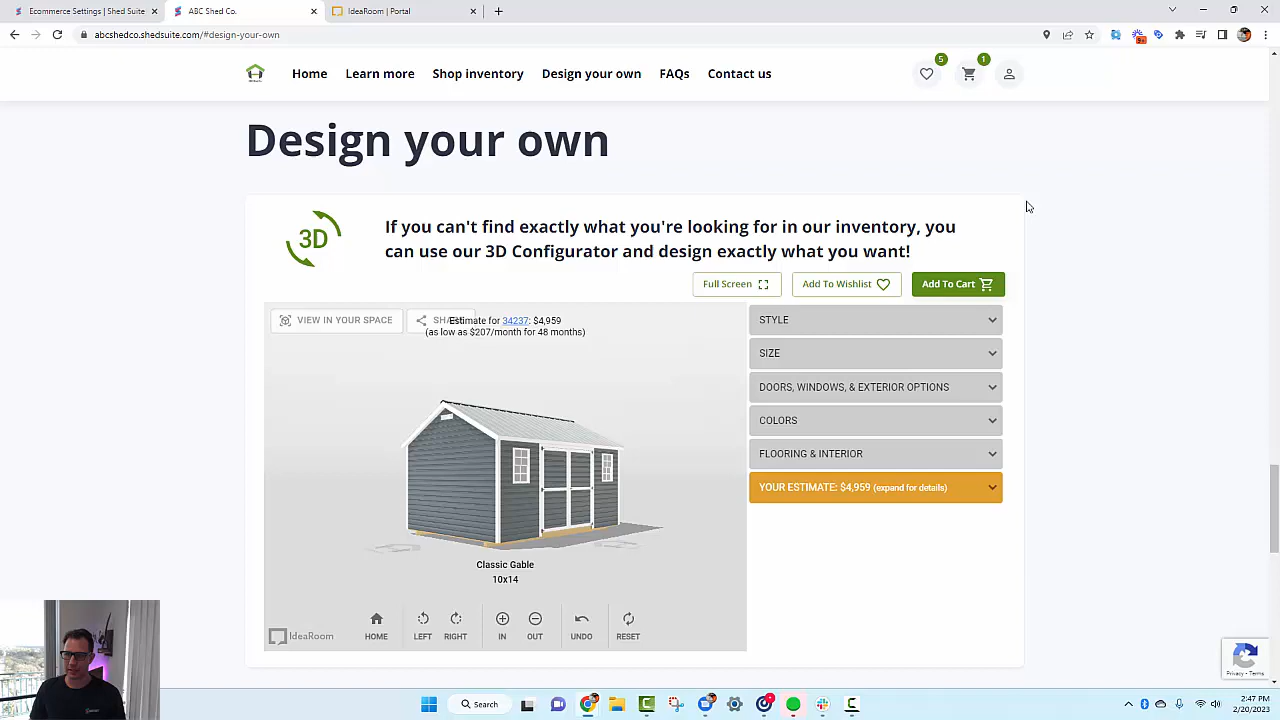 Ecommerce Settings | Shed Suite
ABC Shed Co.
IdeaRoom | Portal
abcshedco.shedsuite.com/#design-your-own
9+
Home
Learn more
Shop inventory
Design your own
FAQs
Contact us
5
1
Design your own
3D
If you can't find exactly what you're looking for in our inventory, you
can use our 3D Configurator and design exactly what you want!
Full Screen
Add To Wishlist
Add To Cart
VIEW IN YOUR SPACE
Estimate for 34237: $4,959
(as low as $207/month for 48 months)
STYLE
SIZE
DOORS, WINDOWS, & EXTERIOR OPTIONS
COLORS
FLOORING & INTERIOR
YOUR ESTIMATE: $4,959 (expand for details)
Classic Gable
10x14
IdeaRoom
HOME
LEFT
RIGHT
IN
OUT
UNDO
RESET
Privacy - Terms
Search
2:47 PM
2/20/2023